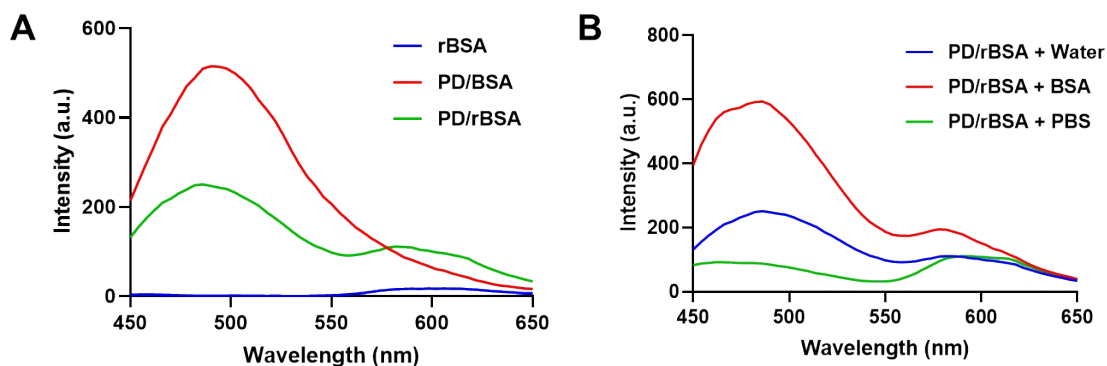 A
600
400
200
0
Intensity (a.u.)
450
500
550
600
650
Wavelength (nm)
rBSA
PD/BSA
PD/rBSA
B
800
600
400
200
0
Intensity (a.u.)
450
500
550
600
650
Wavelength (nm)
PD/rBSA + Water
PD/rBSA + BSA
PD/rBSA + PBS